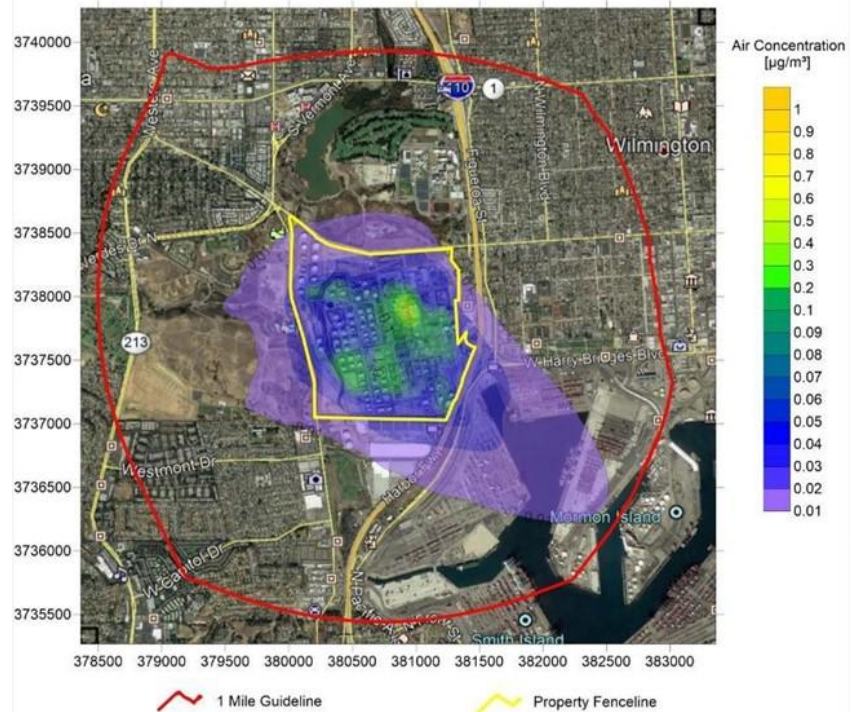 3740000
3739500
3739000
3738500
3738000
3737500
3737000
3736500
3736000
3735500
378500 379000 379500 380000 380500 381000 381500 382000 382500 383000
Air Concentration
[µg/m³]
1
0.9
0.8
0.7
0.6
0.5
0.4
0.3
0.2
0.1
0.09
0.08
0.07
0.06
0.05
0.04
0.03
0.02
0.01
a
Western Ave
S Vermont Ave
10
1
Figueroa St
N Wilmington Blvd
Wilmington
213
W Harry Bridges Blvd
Westmont Dr
W Capitol Dr
Mormon Island
Smith Island
1 Mile Guideline
Property Fenceline